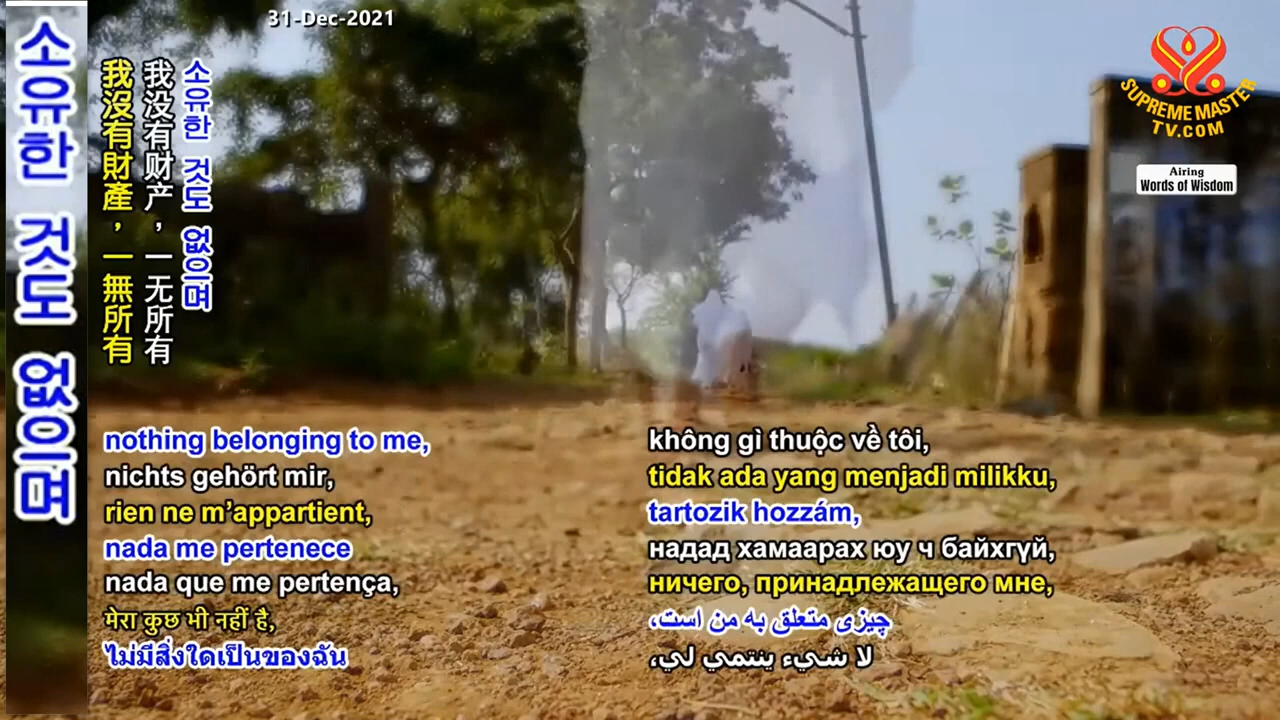 31-Dec-2021
소유한 것도 없으며
我沒有財產，一無所有
我没有财产，一无所有
소유한 것도 없으며
SUPREME MASTER
TV.COM
Airing
Words of Wisdom
nothing belonging to me,
nichts gehört mir,
rien ne m'appartient,
nada me pertenece
nada que me pertença,
मेरा कुछ भी नहीं है,
ไม่มีสิ่งใดเป็นของฉัน
không gì thuộc về tôi,
tidak ada yang menjadi milikku,
tartozik hozzám,
надад хамаарах юу ч байхгүй,
ничего, принадлежащего мне,
چیزی متعلق به من است،
لا شيء ينتمي لي،